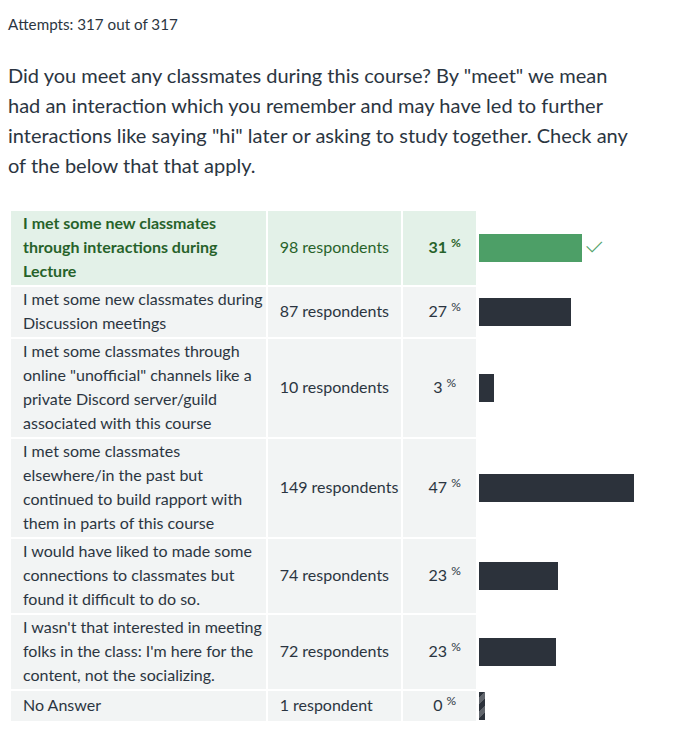 Attempts: 317 out of 317
Did you meet any classmates during this course? By "meet" we mean
had an interaction which you remember and may have led to further
interactions like saying "hi" later or asking to study together. Check any
of the below that that apply.
I met some new classmates
through interactions during
Lecture
98 respondents
31 %
I met some new classmates during
Discussion meetings
87 respondents
27 %
I met some classmates through
online "unofficial" channels like a
private Discord server/guild
associated with this course
10 respondents
3 %
I met some classmates
elsewhere/in the past but
continued to build rapport with
them in parts of this course
149 respondents
47 %
I would have liked to made some
connections to classmates but
found it difficult to do so.
74 respondents
23 %
I wasn't that interested in meeting
folks in the class: I'm here for the
content, not the socializing.
72 respondents
23 %
No Answer
1 respondent
0 %